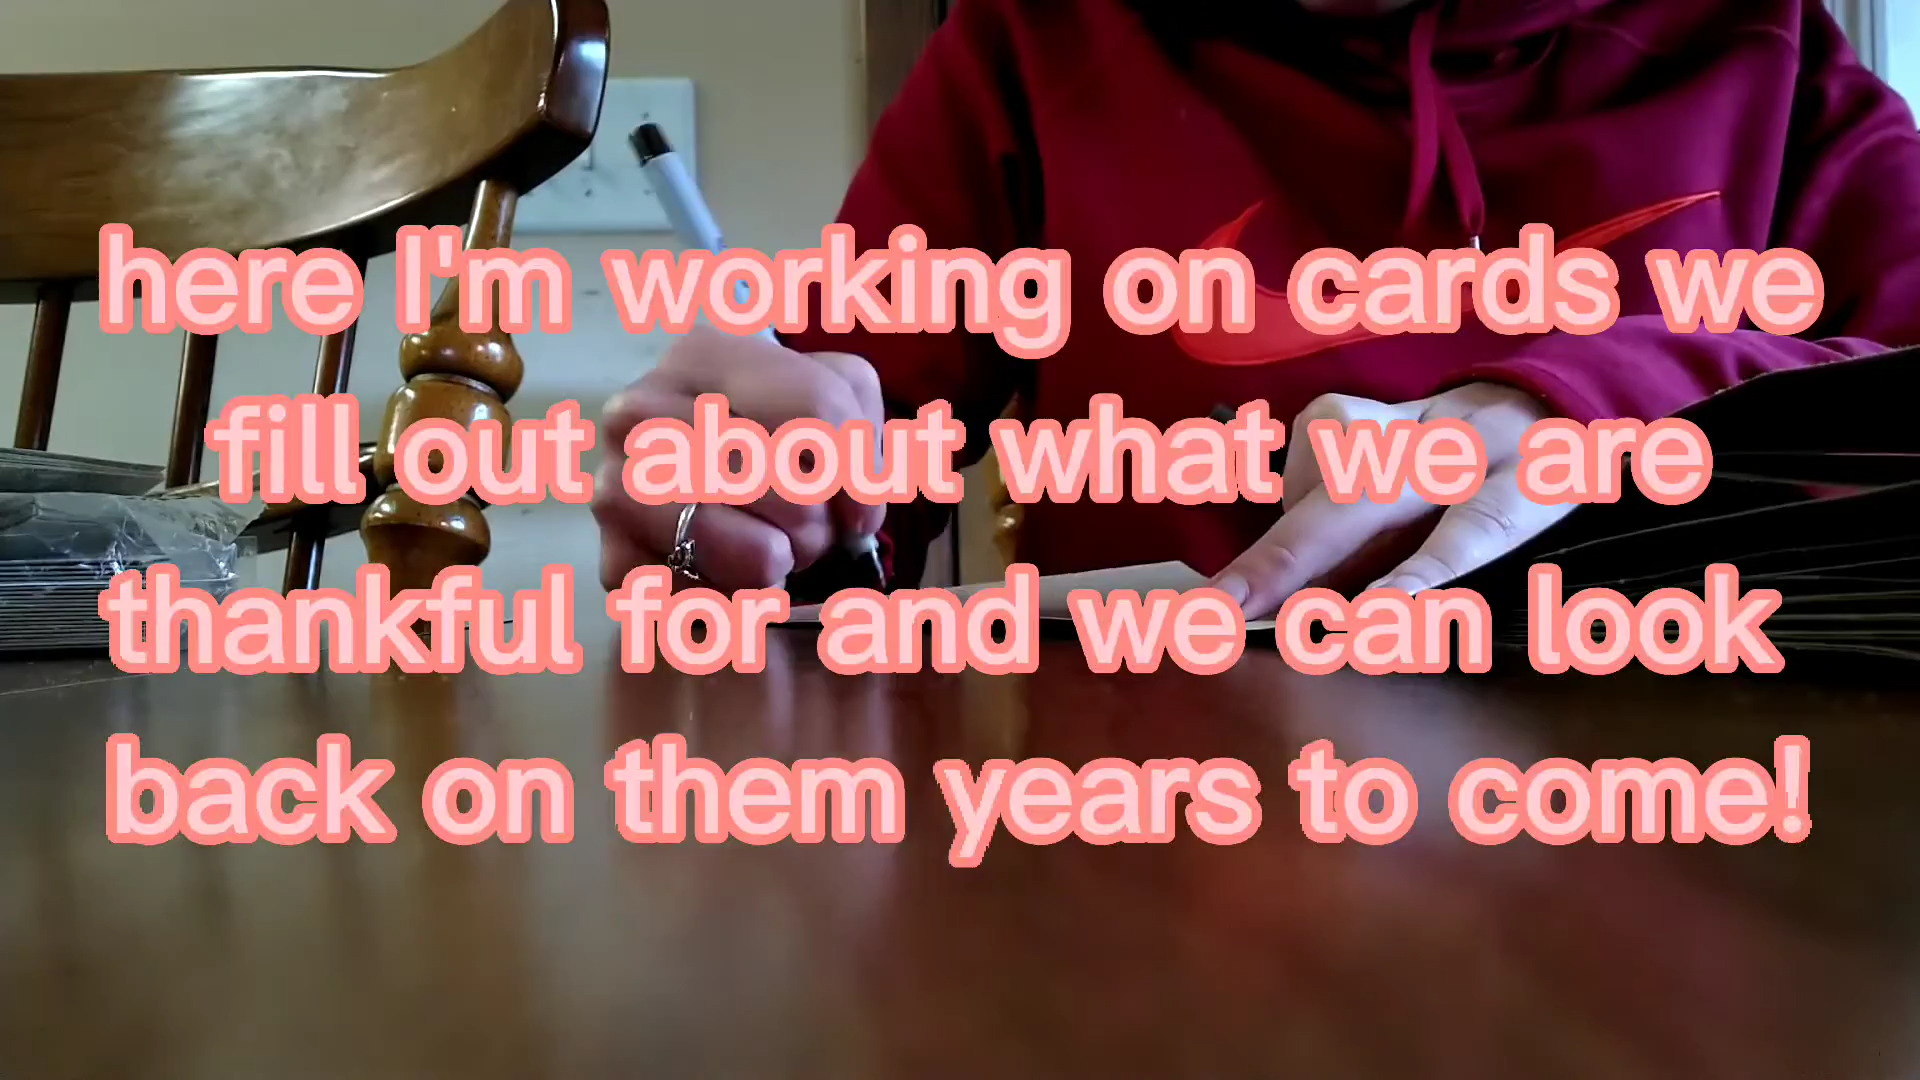 here I'm working on cards we
fill out about what we are
thankful for and we can look
back on them years to come!